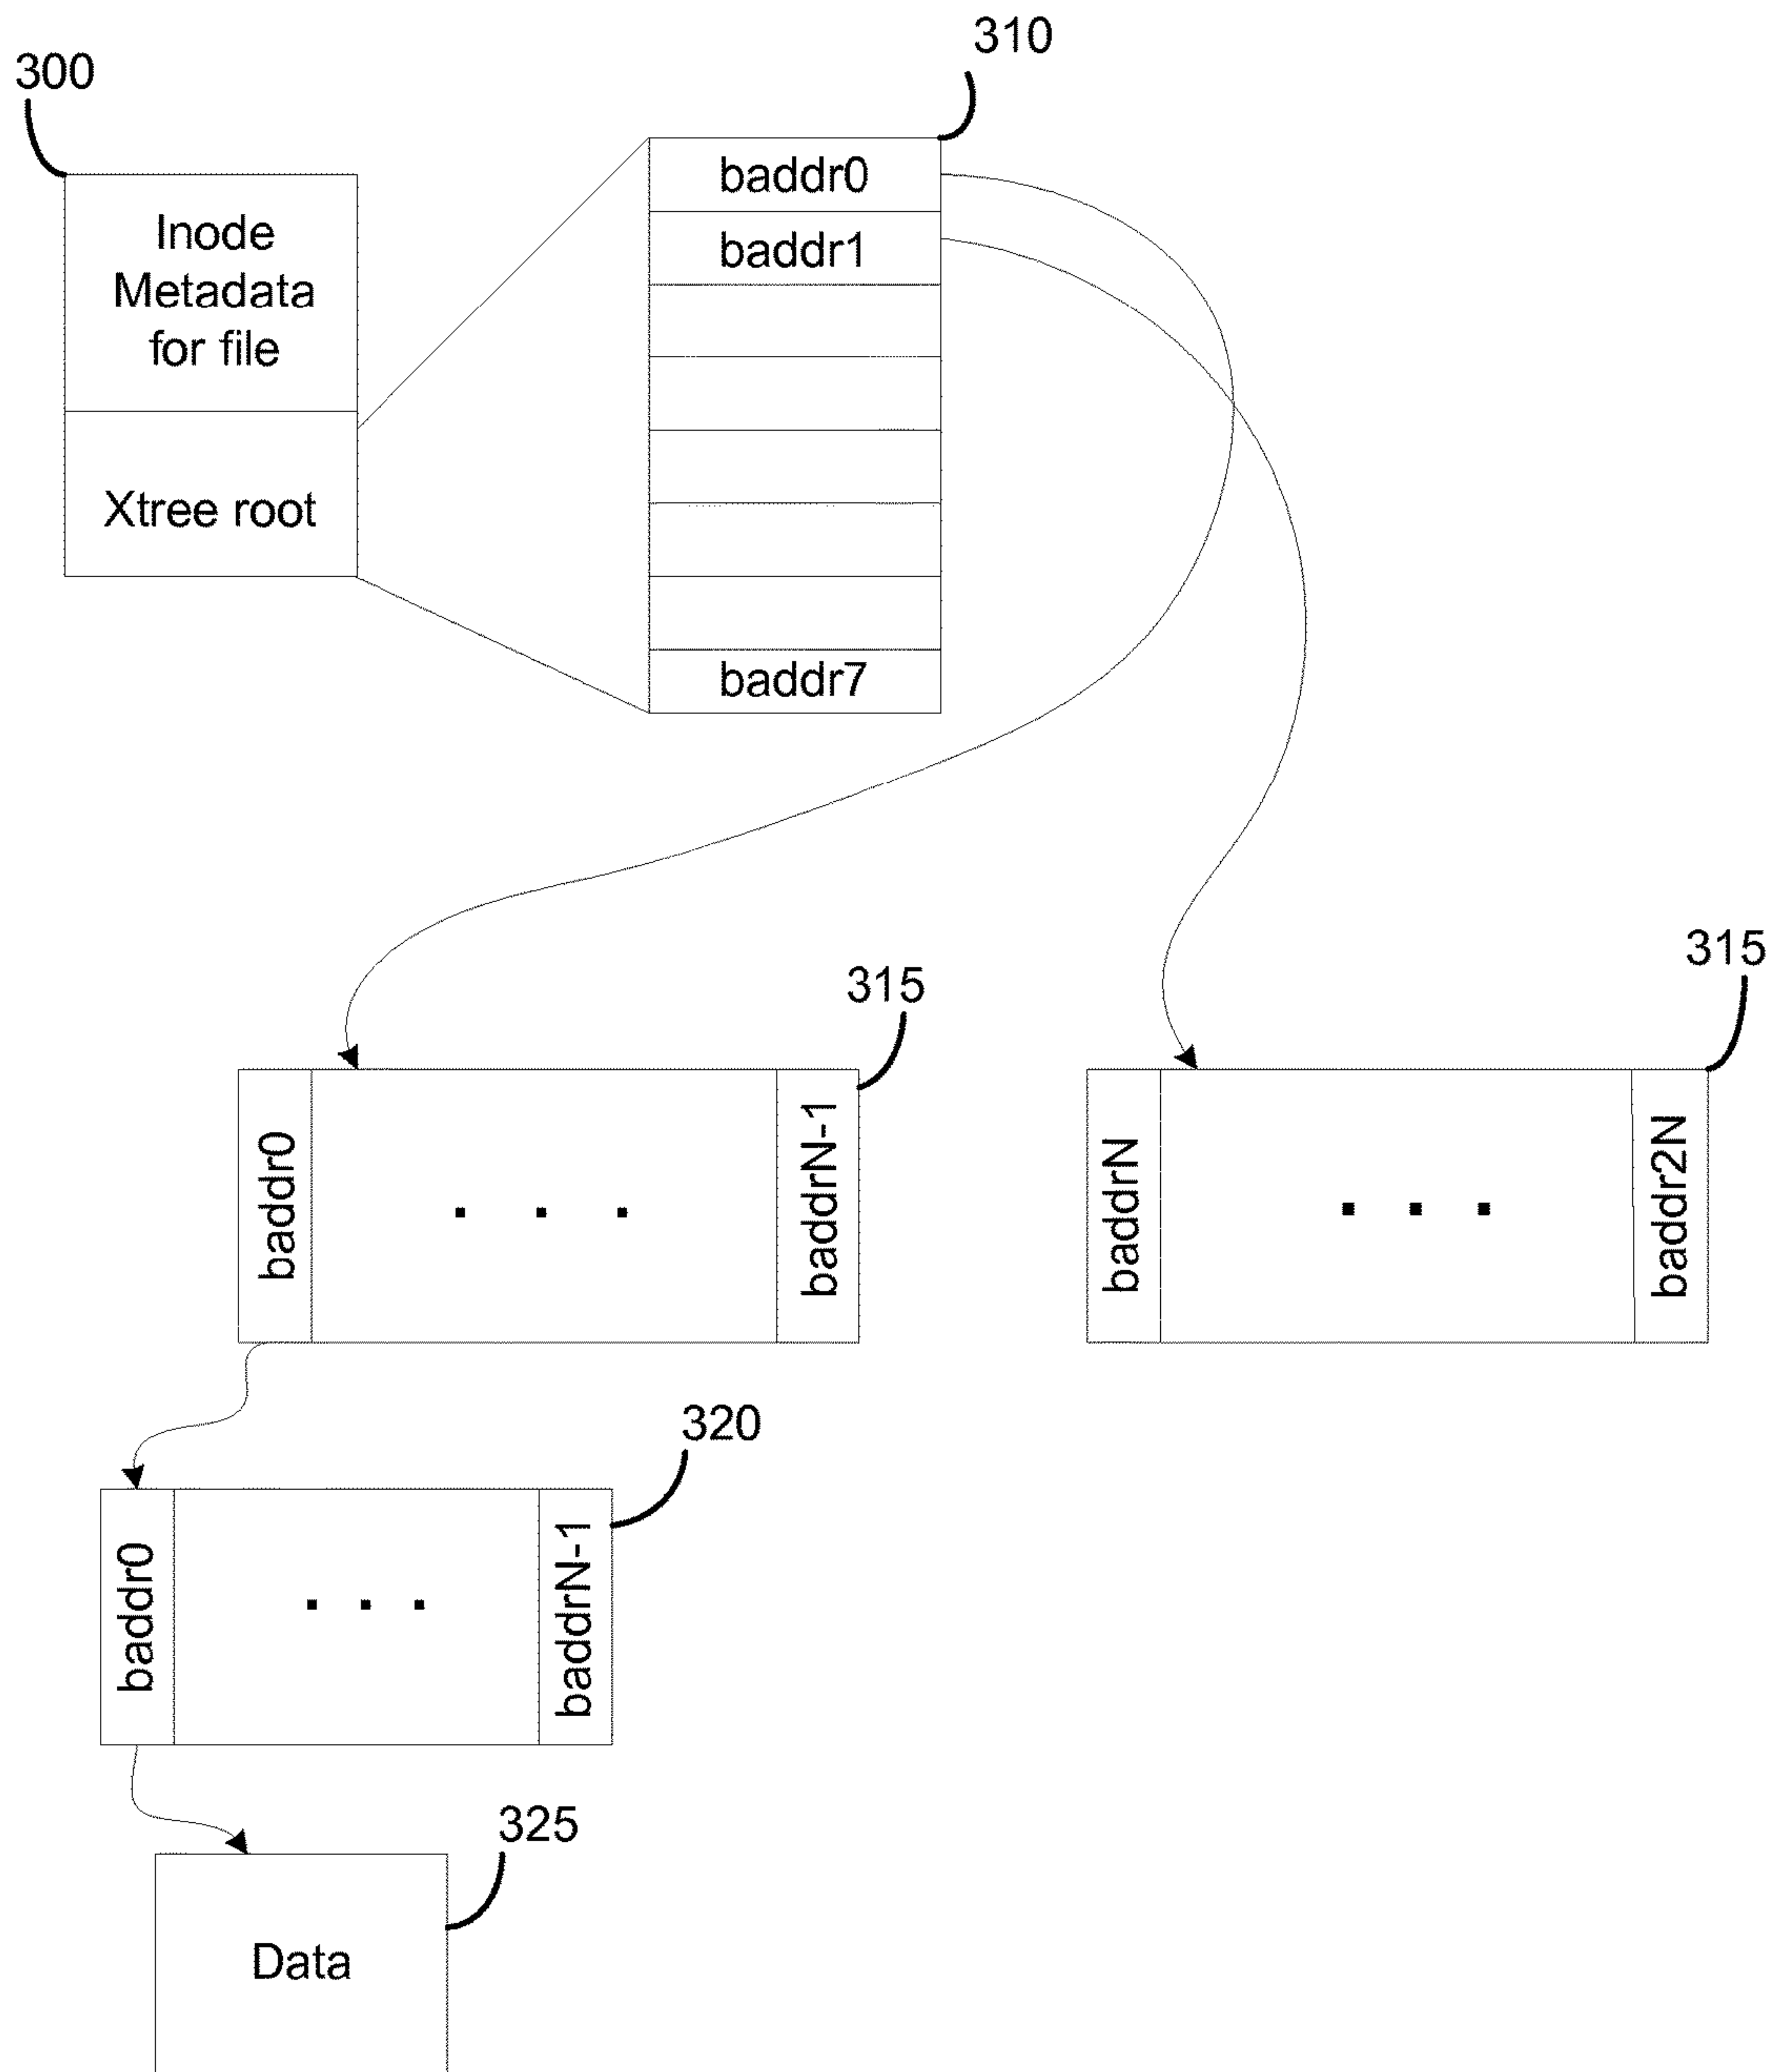 310
300
baddr0
Inode
Metadata
for file
baddr1
Xtree root
baddr7
315
315
baddr0
. . .
baddrN-1
baddrN
. . .
baddr2N
320
baddr0
. . .
baddrN-1
325
Data